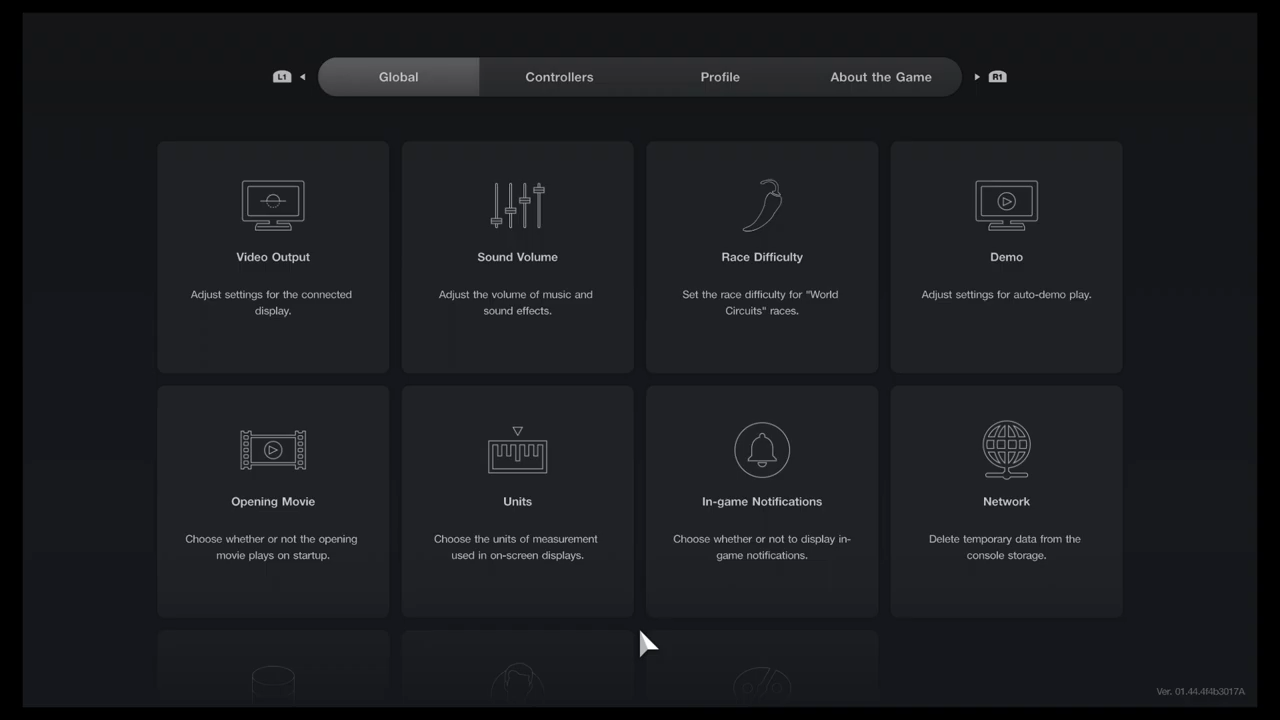 L1 Global Controllers Profile About the Game R1
Video Output
Adjust settings for the connected
display.
Sound Volume
Adjust the volume of music and
sound effects.
Race Difficulty
Set the race difficulty for "World
Circuits" races.
Demo
Adjust settings for auto-demo play.
Opening Movie
Choose whether or not the opening
movie plays on startup.
Units
Choose the units of measurement
used in on-screen displays.
In-game Notifications
Choose whether or not to display in-
game notifications.
Network
Delete temporary data from the
console storage.
Ver. 01.44.4f4b3017A